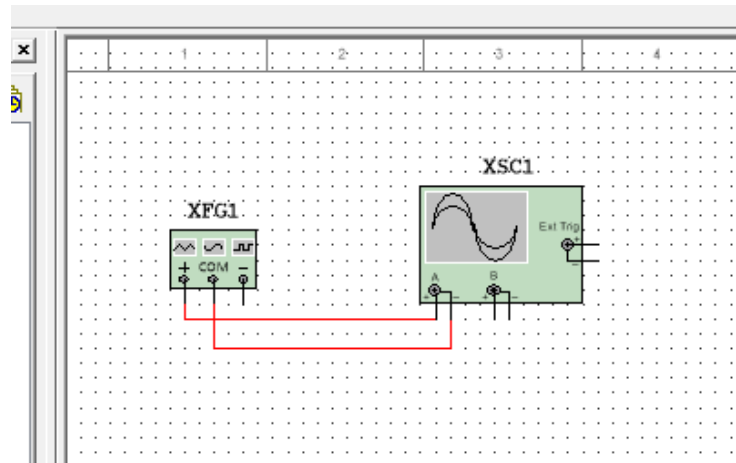 1 2 3 4
XSC1
XFG1
Ext Trig
+
-
+ COM -
A B
+ - + -